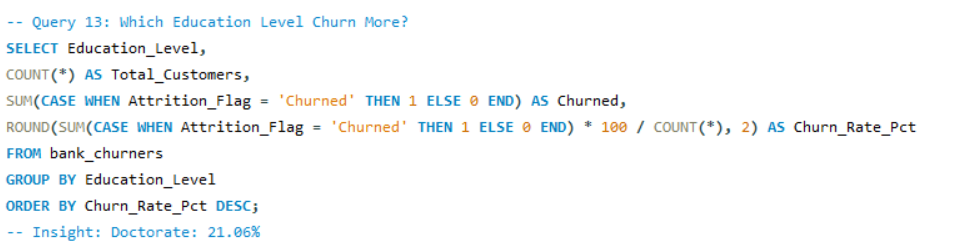 -- Query 13: Which Education Level Churn More?
SELECT Education_Level,
COUNT(*) AS Total_Customers,
SUM(CASE WHEN Attrition_Flag = 'Churned' THEN 1 ELSE 0 END) AS Churned,
ROUND(SUM(CASE WHEN Attrition_Flag = 'Churned' THEN 1 ELSE 0 END) * 100 / COUNT(*), 2) AS Churn_Rate_Pct
FROM bank_churners
GROUP BY Education_Level
ORDER BY Churn_Rate_Pct DESC;
-- Insight: Doctorate: 21.06%